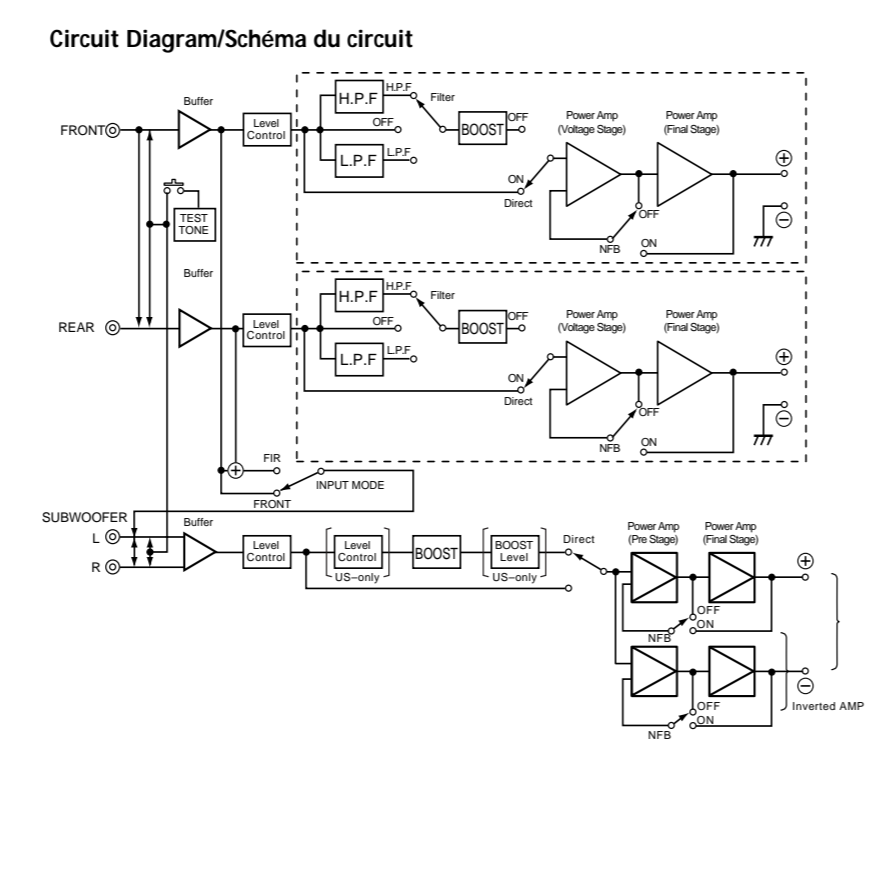 Circuit Diagram/Schéma du circuit
Buffer
FRONT
Level
Control
H.P.F
H.P.F
Filter
OFF
BOOST
OFF
L.P.F
L.P.F
Power Amp
(Voltage Stage)
Power Amp
(Final Stage)
ON
Direct
OFF
NFB
ON
TEST
TONE
Buffer
REAR
Level
Control
H.P.F
H.P.F
Filter
OFF
BOOST
OFF
L.P.F
L.P.F
Power Amp
(Voltage Stage)
Power Amp
(Final Stage)
ON
Direct
OFF
NFB
ON
FIR
INPUT MODE
FRONT
SUBWOOFER
L
R
Buffer
Level
Control
Level
Control
US–only
BOOST
BOOST
Level
US–only
Direct
Power Amp
(Pre Stage)
Power Amp
(Final Stage)
OFF
ON
NFB
OFF
ON
NFB
Inverted AMP